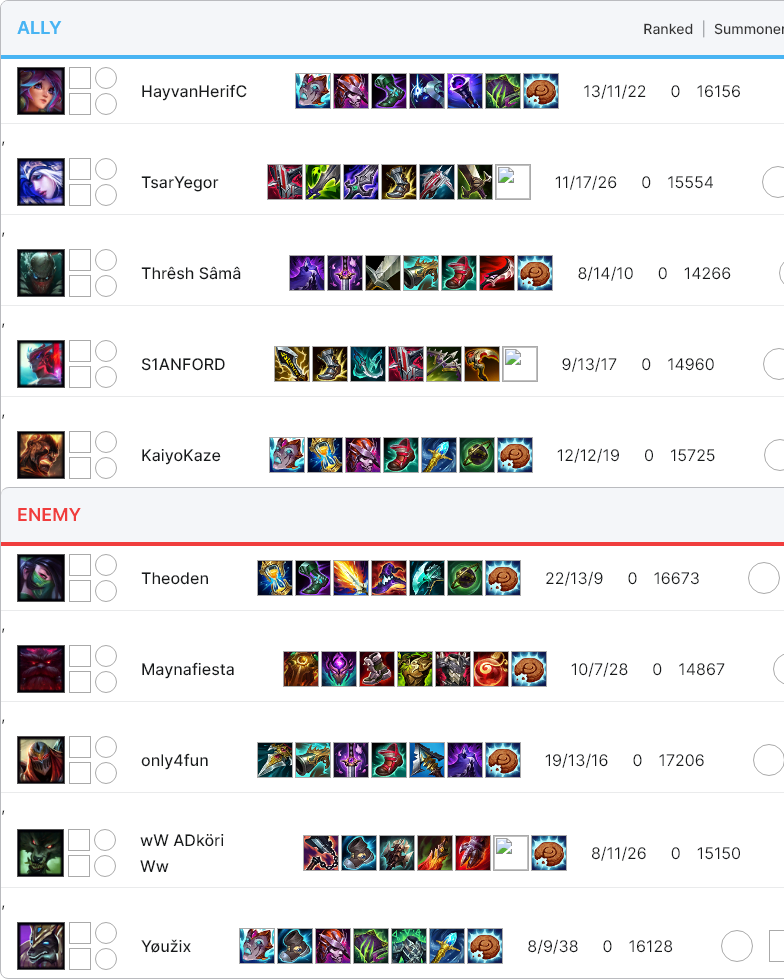 ALLY
Ranked | Summoner
HayvanHerifC 13/11/22 0 16156
,
TsarYegor 11/17/26 0 15554
,
Thrêsh Sâmâ 8/14/10 0 14266
,
S1ANFORD 9/13/17 0 14960
,
KaiyoKaze 12/12/19 0 15725
ENEMY
Theoden 22/13/9 0 16673
,
Maynafiesta 10/7/28 0 14867
,
only4fun 19/13/16 0 17206
,
wW ADköri
Ww 8/11/26 0 15150
,
Yøužix 8/9/38 0 16128